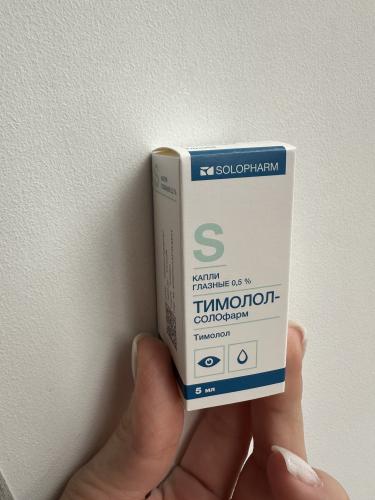 SOLOPHARM
S
КАПЛИ
ГЛАЗНЫЕ 0,5 %
ТИМОЛОЛ-
СОЛОфарм
Тимолол
5 мл
S